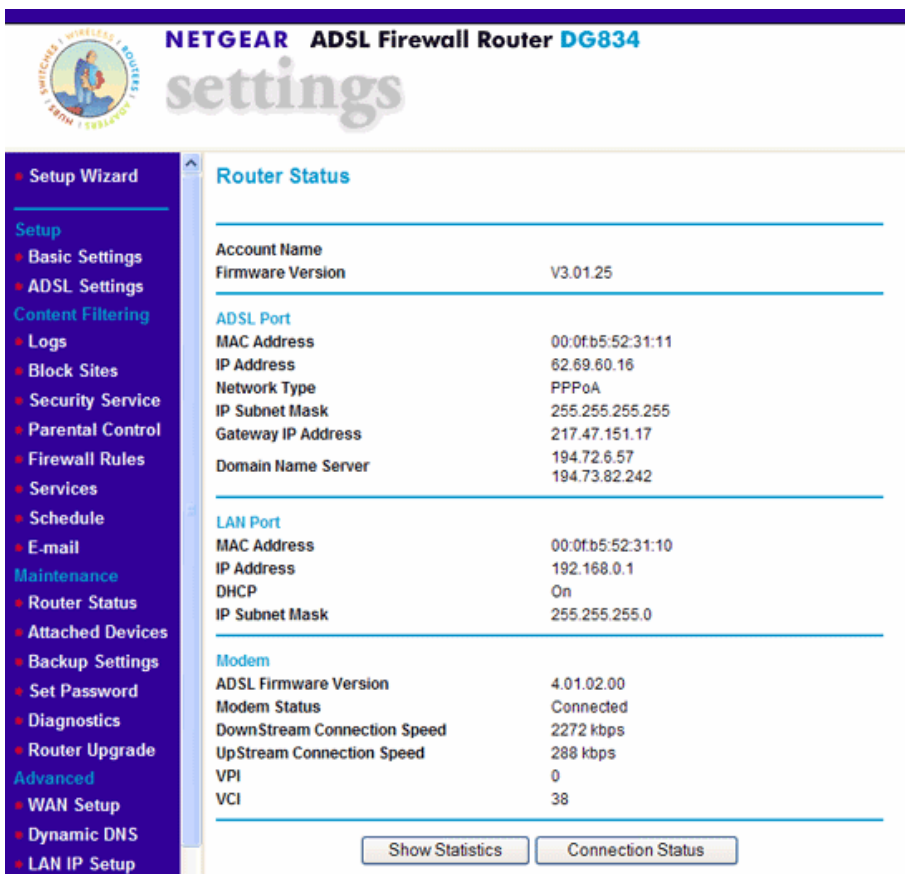 SWITCHES | WIRELESS | ROUTERS | ADAPTERS | HUBS |
NETGEAR ADSL Firewall Router DG834
settings
Setup Wizard
Setup
Basic Settings
ADSL Settings
Content Filtering
Logs
Block Sites
Security Service
Parental Control
Firewall Rules
Services
Schedule
E-mail
Maintenance
Router Status
Attached Devices
Backup Settings
Set Password
Diagnostics
Router Upgrade
Advanced
WAN Setup
Dynamic DNS
LAN IP Setup
Router Status
Account Name
Firmware Version V3.01.25
ADSL Port
MAC Address 00:0f:b5:52:31:11
IP Address 62.69.60.16
Network Type PPPoA
IP Subnet Mask 255.255.255.255
Gateway IP Address 217.47.151.17
Domain Name Server 194.72.6.57
194.73.82.242
LAN Port
MAC Address 00:0f:b5:52:31:10
IP Address 192.168.0.1
DHCP On
IP Subnet Mask 255.255.255.0
Modem
ADSL Firmware Version 4.01.02.00
Modem Status Connected
DownStream Connection Speed 2272 kbps
UpStream Connection Speed 288 kbps
VPI 0
VCI 38
Show Statistics Connection Status